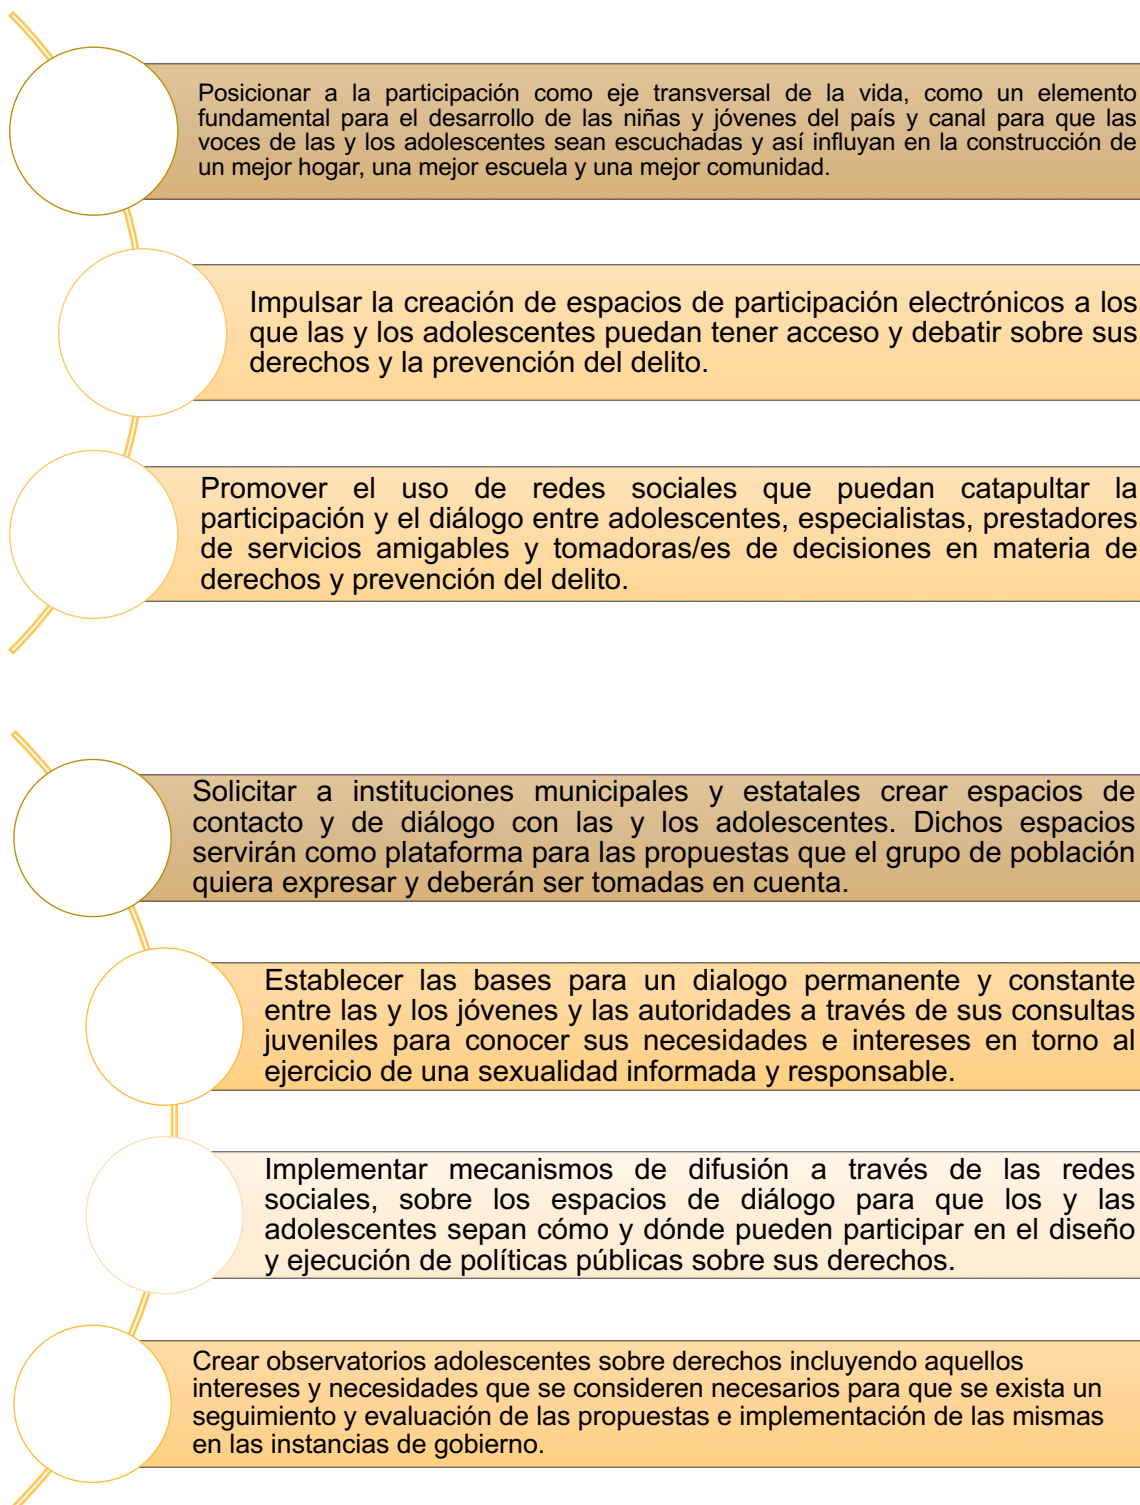 Posicionar a la participación como eje transversal de la vida, como un elemento
fundamental para el desarrollo de las niñas y jóvenes del país y canal para que las
voces de las y los adolescentes sean escuchadas y así influyan en la construcción de
un mejor hogar, una mejor escuela y una mejor comunidad.
Impulsar la creación de espacios de participación electrónicos a los
que las y los adolescentes puedan tener acceso y debatir sobre sus
derechos y la prevención del delito.
Promover el uso de redes sociales que puedan catapultar la
participación y el diálogo entre adolescentes, especialistas, prestadores
de servicios amigables y tomadoras/es de decisiones en materia de
derechos y prevención del delito.
Solicitar a instituciones municipales y estatales crear espacios de
contacto y de diálogo con las y los adolescentes. Dichos espacios
servirán como plataforma para las propuestas que el grupo de población
quiera expresar y deberán ser tomadas en cuenta.
Establecer las bases para un dialogo permanente y constante
entre las y los jóvenes y las autoridades a través de sus consultas
juveniles para conocer sus necesidades e intereses en torno al
ejercicio de una sexualidad informada y responsable.
Implementar mecanismos de difusión a través de las redes
sociales, sobre los espacios de diálogo para que los y las
adolescentes sepan cómo y dónde pueden participar en el diseño
y ejecución de políticas públicas sobre sus derechos.
Crear observatorios adolescentes sobre derechos incluyendo aquellos
intereses y necesidades que se consideren necesarios para que se exista un
seguimiento y evaluación de las propuestas e implementación de las mismas
en las instancias de gobierno.